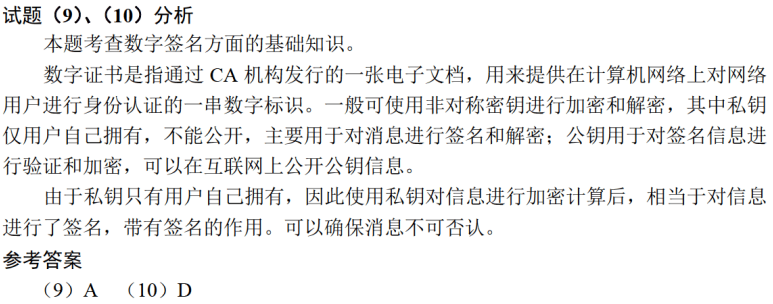 试题（9）、（10）分析
本题考查数字签名方面的基础知识。
数字证书是指通过 CA 机构发行的一张电子文档，用来提供在计算机网络上对网络
用户进行身份认证的一串数字标识。一般可使用非对称密钥进行加密和解密，其中私钥
仅用户自己拥有，不能公开，主要用于对消息进行签名和解密；公钥用于对签名信息进
行验证和加密，可以在互联网上公开公钥信息。
由于私钥只有用户自己拥有，因此使用私钥对信息进行加密计算后，相当于对信息
进行了签名，带有签名的作用。可以确保消息不可否认。
参考答案
（9）A （10）D